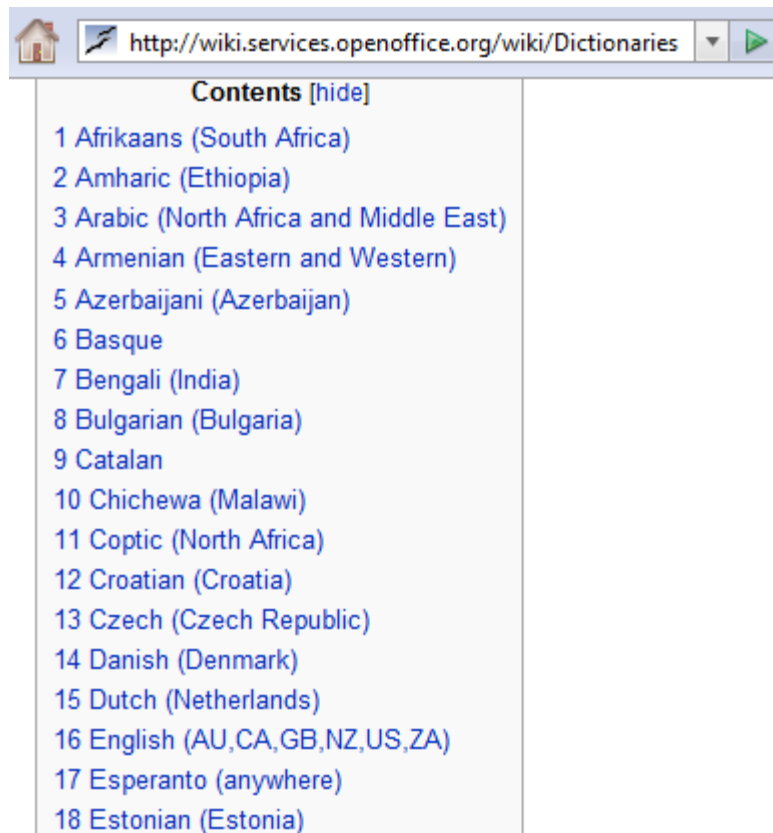 http://wiki.services.openoffice.org/wiki/Dictionaries
Contents [hide]
1 Afrikaans (South Africa)
2 Amharic (Ethiopia)
3 Arabic (North Africa and Middle East)
4 Armenian (Eastern and Western)
5 Azerbaijani (Azerbaijan)
6 Basque
7 Bengali (India)
8 Bulgarian (Bulgaria)
9 Catalan
10 Chichewa (Malawi)
11 Coptic (North Africa)
12 Croatian (Croatia)
13 Czech (Czech Republic)
14 Danish (Denmark)
15 Dutch (Netherlands)
16 English (AU,CA,GB,NZ,US,ZA)
17 Esperanto (anywhere)
18 Estonian (Estonia)